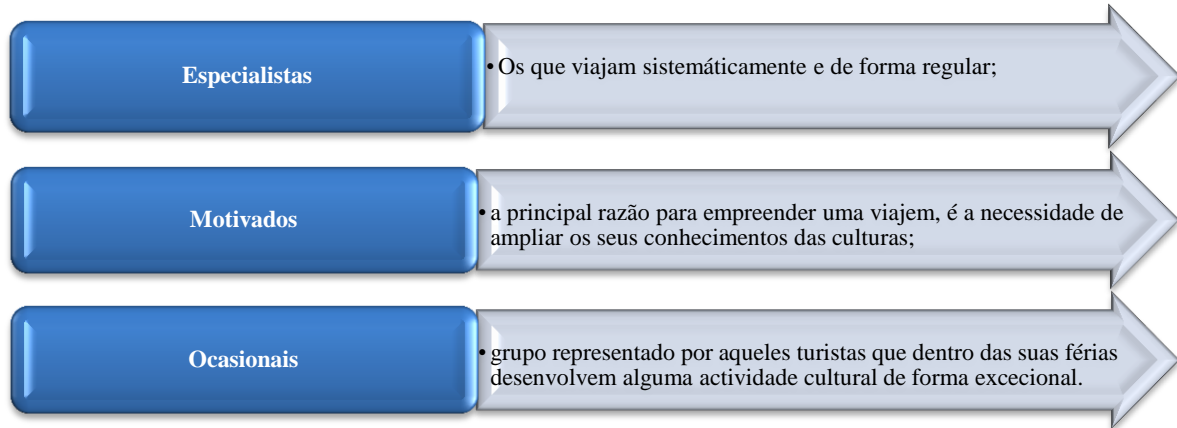 Especialistas
• Os que viajam sistemáticamente e de forma regular;
Motivados
• a principal razão para empreender uma viajem, é a necessidade de
ampliar os seus conhecimentos das culturas;
Ocasionais
• grupo representado por aqueles turistas que dentro das suas férias
desenvolvem alguma actividade cultural de forma excecional.